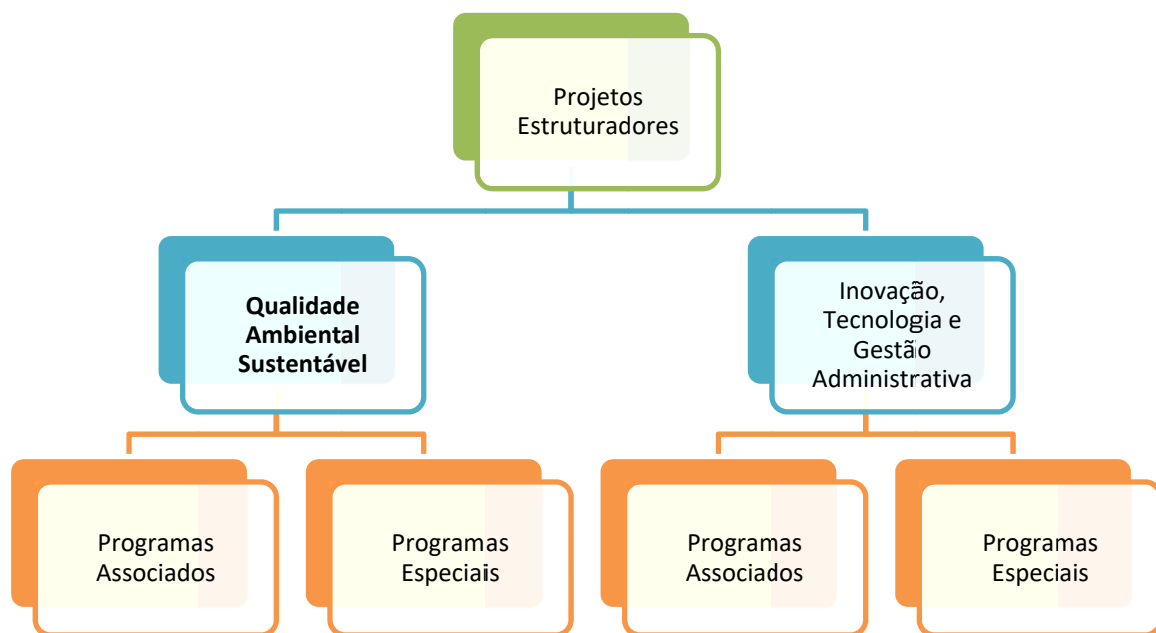 Projetos
Estruturadores
Qualidade
Ambiental
Sustentável
Inovação,
Tecnologia e
Gestão
Administrativa
Programas
Associados
Programas
Especiais
Programas
Associados
Programas
Especiais